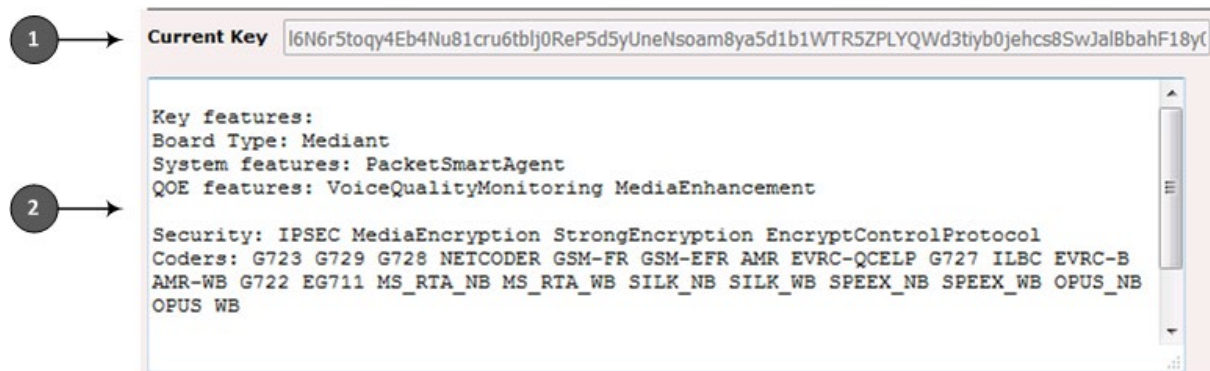 1
Current Key l6N6r5toqy4Eb4Nu81cru6tblj0ReP5d5yUneNsoam8ya5d1b1WTR5ZPLYQWd3tiyb0jehcs8SwJalBbahF18y(
2
Key features:
Board Type: Mediant
System features: PacketSmartAgent
QOE features: VoiceQualityMonitoring MediaEnhancement
Security: IPSEC MediaEncryption StrongEncryption EncryptControlProtocol
Coders: G723 G729 G728 NETCODER GSM-FR GSM-EFR AMR EVRC-QCELP G727 ILBC EVRC-B
AMR-WB G722 EG711 MS_RTA_NB MS_RTA_WB SILK_NB SILK_WB SPEEX_NB SPEEX_WB OPUS_NB
OPUS WB